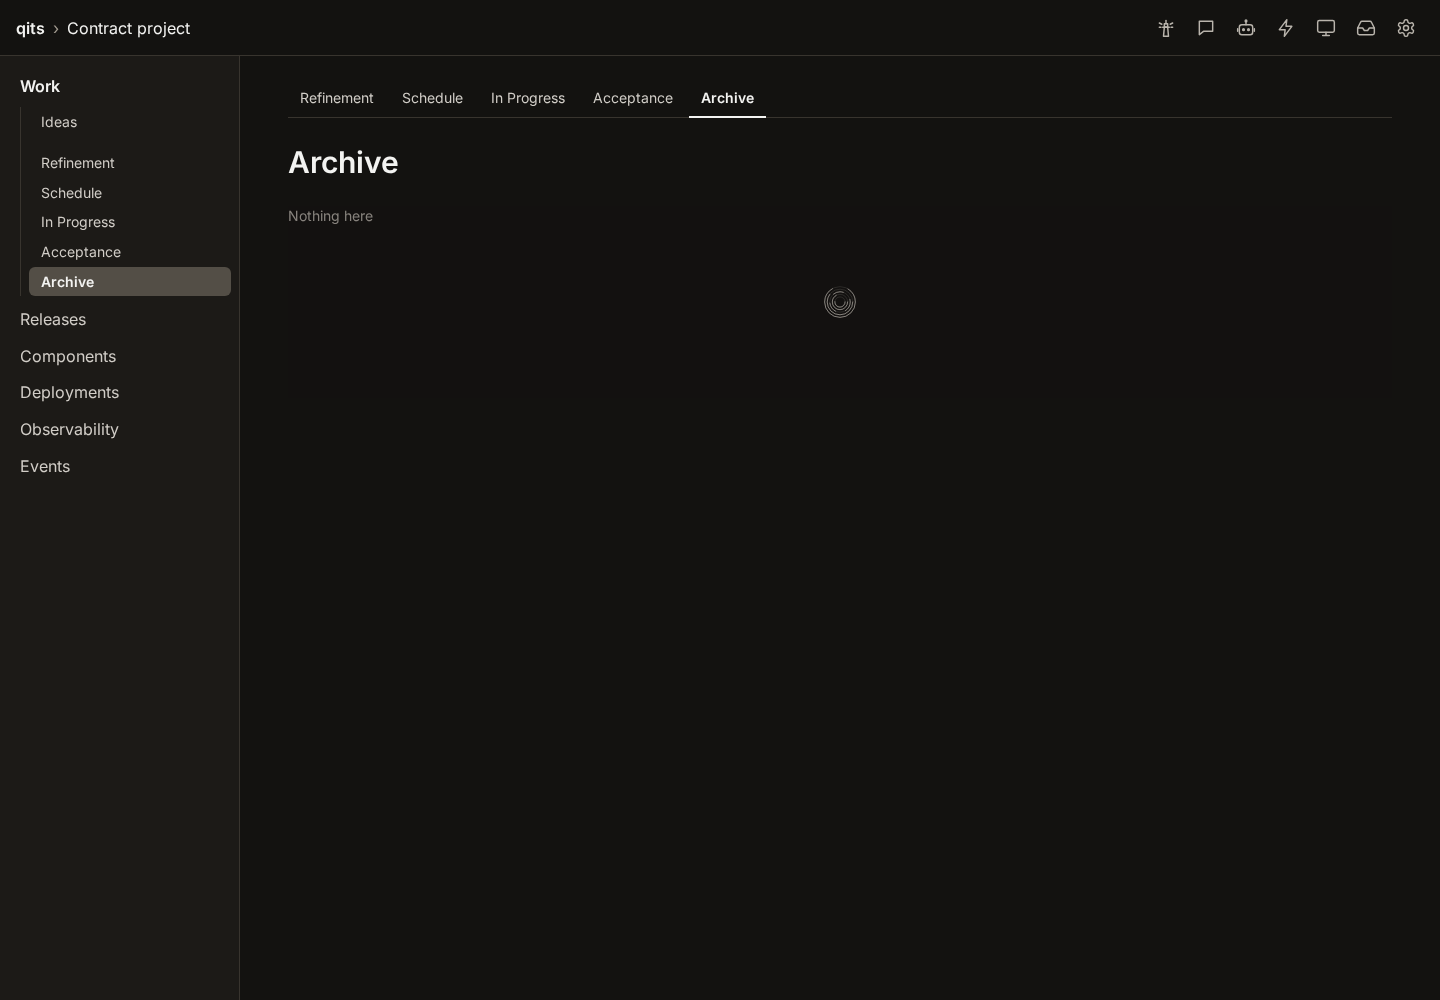 qits › Contract project
Work
Ideas
Refinement
Schedule
In Progress
Acceptance
Archive
Releases
Components
Deployments
Observability
Events
Refinement Schedule In Progress Acceptance Archive
Archive
Nothing here